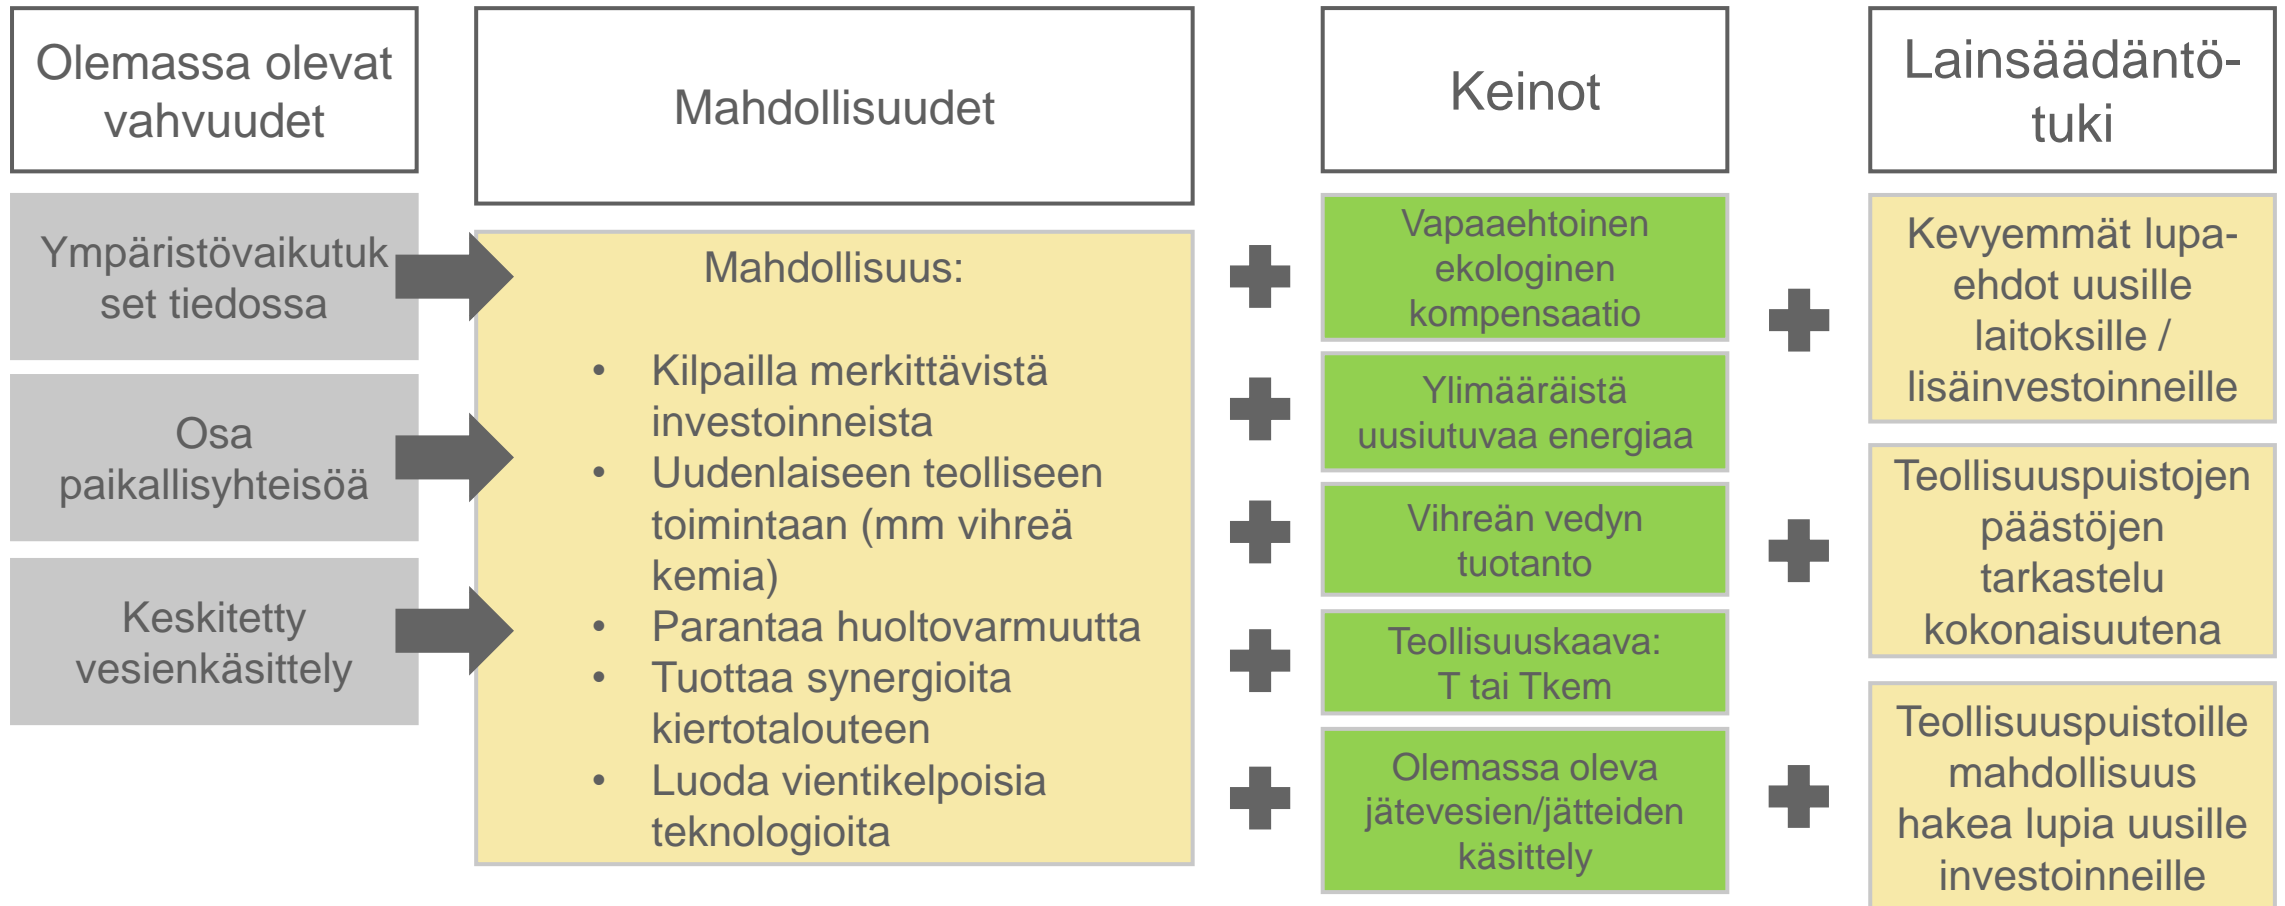 Olemassa olevat
vahvuudet
Ympäristövaikutuk
set tiedossa
Osa
paikallisyhteisöä
Keskitetty
vesienkäsittely
Mahdollisuudet
Mahdollisuus:
• Kilpailla merkittävistä
investoinneista
• Uudenlaiseen teolliseen
toimintaan (mm vihreä
kemia)
• Parantaa huoltovarmuutta
• Tuottaa synergioita
kiertotalouteen
• Luoda vientikelpoisia
teknologioita
Keinot
Vapaaehtoinen
ekologinen
kompensaatio
Ylimääräistä
uusiutuvaa energiaa
Vihreän vedyn
tuotanto
Teollisuuskaava:
T tai Tkem
Olemassa oleva
jätevesien/jätteiden
käsittely
Lainsäädäntö-
tuki
Kevyemmät lupa-
ehdot uusille
laitoksille /
lisäinvestoinneille
Teollisuuspuistojen
päästöjen
tarkastelu
kokonaisuutena
Teollisuuspuistoille
mahdollisuus
hakea lupia uusille
investoinneille